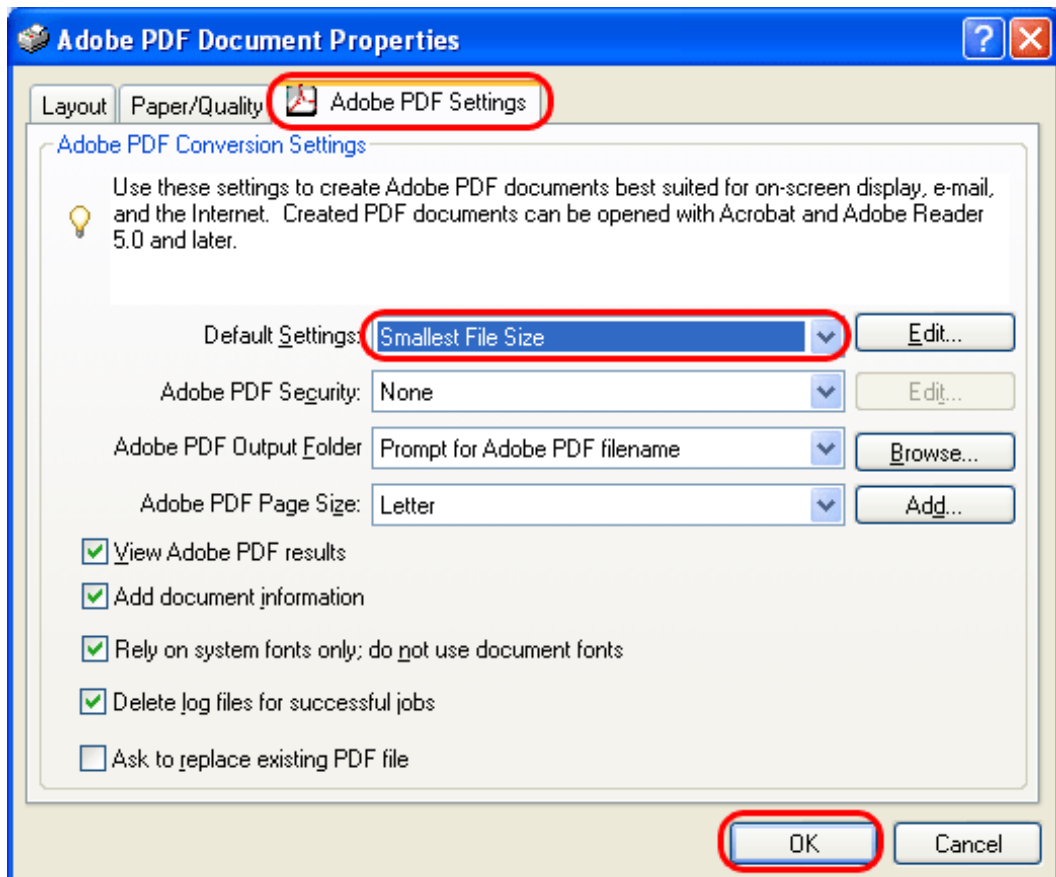 Adobe PDF Document Properties
Layout Paper/Quality Adobe PDF Settings
Adobe PDF Conversion Settings
Use these settings to create Adobe PDF documents best suited for on-screen display, e-mail,
and the Internet.  Created PDF documents can be opened with Acrobat and Adobe Reader
5.0 and later.
Default Settings: Smallest File Size Edit...
Adobe PDF Security: None Edit...
Adobe PDF Output Folder Prompt for Adobe PDF filename Browse...
Adobe PDF Page Size: Letter Add...
View Adobe PDF results
Add document information
Rely on system fonts only; do not use document fonts
Delete log files for successful jobs
Ask to replace existing PDF file
OK Cancel